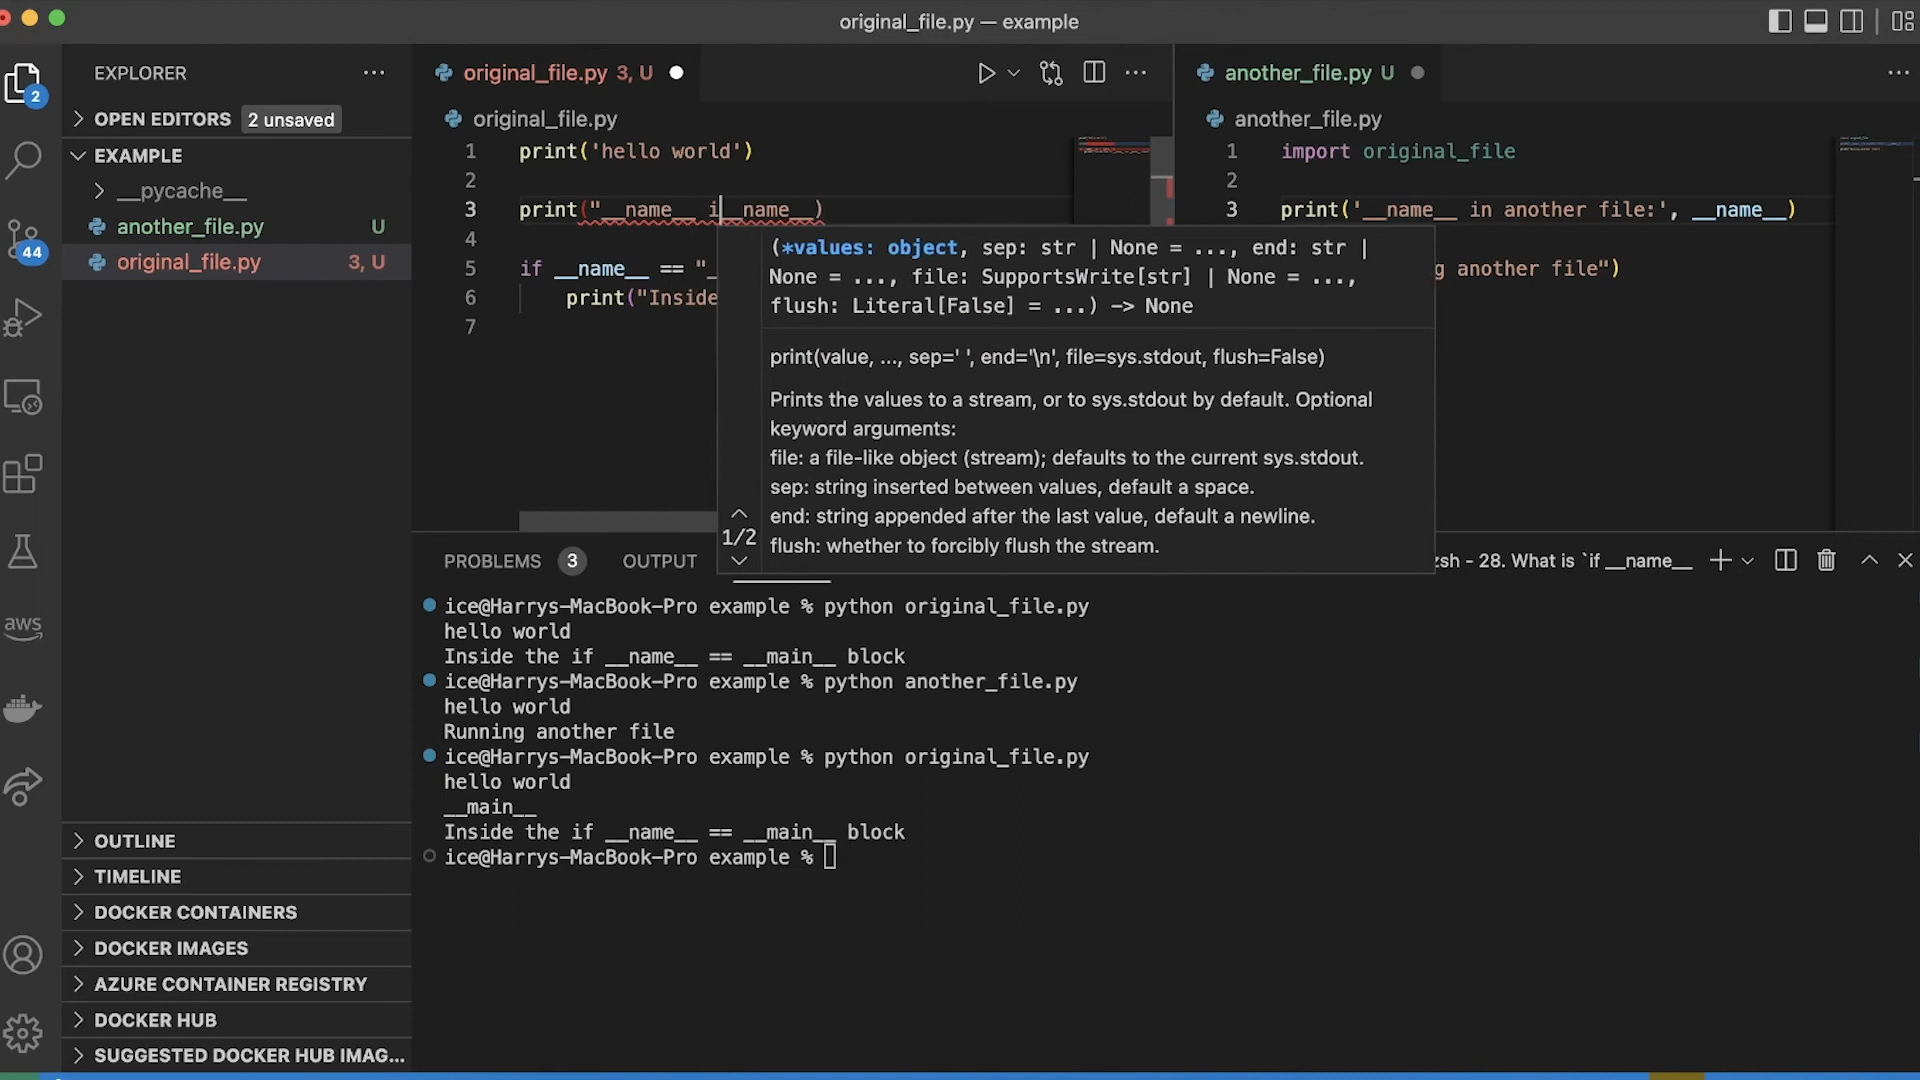 original_file.py — example
EXPLORER
OPEN EDITORS 2 unsaved
EXAMPLE
__pycache__
another_file.py U
original_file.py 3, U
OUTLINE
TIMELINE
DOCKER CONTAINERS
DOCKER IMAGES
AZURE CONTAINER REGISTRY
DOCKER HUB
SUGGESTED DOCKER HUB IMAG...
2
44
aws
original_file.py 3, U
original_file.py
1 print('hello world')
2
3 print("__name__ i__name__)
4
5 if __name__ == "_
6 print("Inside
7
another_file.py U
another_file.py
1 import original_file
2
3 print('__name__ in another file:', __name__)
g another file")
(*values: object, sep: str | None = ..., end: str |
None = ..., file: SupportsWrite[str] | None = ...,
flush: Literal[False] = ...) -> None
print(value, ..., sep=' ', end='\n', file=sys.stdout, flush=False)
Prints the values to a stream, or to sys.stdout by default. Optional
keyword arguments:
file: a file-like object (stream); defaults to the current sys.stdout.
sep: string inserted between values, default a space.
end: string appended after the last value, default a newline.
flush: whether to forcibly flush the stream.
1/2
PROBLEMS 3 OUTPUT
zsh - 28. What is `if __name__
ice@Harrys-MacBook-Pro example % python original_file.py
hello world
Inside the if __name__ == __main__ block
ice@Harrys-MacBook-Pro example % python another_file.py
hello world
Running another file
ice@Harrys-MacBook-Pro example % python original_file.py
hello world
__main__
Inside the if __name__ == __main__ block
ice@Harrys-MacBook-Pro example %